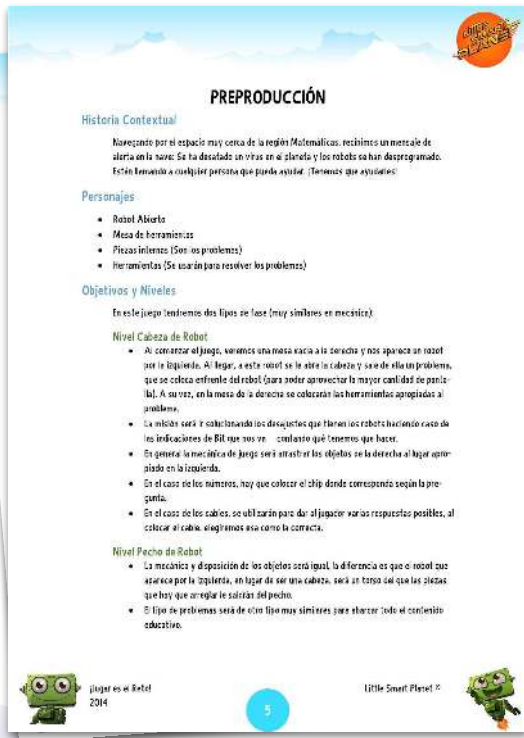 LITTLE SMART PLANET
PREPRODUCCIÓN
Historia Contextual
Navegando por el espacio muy cerca de la región Matemáticas, recibimos un mensaje de
alerta en la nave: Se ha desatado un virus en el planeta y los robots se han desprogramado.
Están llamando a cualquier persona que pueda ayudar. ¡Tenemos que ayudarles!
Personajes
• Robot Abierto
• Mesa de herramientas
• Piezas internas (Son los problemas)
• Herramientas (Se usarán para resolver los problemas)
Objetivos y Niveles
En este juego tendremos dos tipos de fase (muy similares en mecánica):
Nivel Cabeza de Robot
• Al comenzar el juego, veremos una mesa vacía a la derecha y nos aparece un robot
por la izquierda. Al llegar, a este robot se le abre la cabeza y sale de ella un problema,
que se coloca enfrente del robot (para poder aprovechar la mayor cantidad de panta-
lla). A su vez, en la mesa de la derecha se colocarán las herramientas apropiadas al
problema.
• La misión será ir solucionando los desajustes que tienen los robots haciendo caso de
las indicaciones de Bit que nos va contando qué tenemos que hacer.
• En general la mecánica de juego será arrastrar los objetos de la derecha al lugar apro-
piado en la izquierda.
• En el caso de los números, hay que colocar el chip donde corresponda según la pre-
gunta.
• En el caso de los cables, se utilizarán para dar al jugador varias respuestas posibles, al
colocar el cable, elegiremos esa como la correcta.
Nivel Pecho de Robot
• La mecánica y disposición de los objetos será igual, la diferencia es que el robot que
aparece por la izquierda, en lugar de ser una cabeza, será un torso del que las piezas
que hay que arreglar le saldrán del pecho.
• El tipo de problemas será de otro tipo muy similares para abarcar todo el contenido
educativo.
¡Jugar es el Reto!
2014
5
Little Smart Planet ©